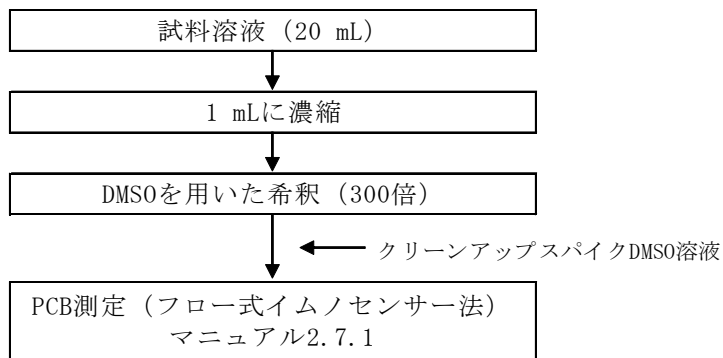 試料溶液（20 mL）
1 mLに濃縮
DMSOを用いた希釈（300倍）
クリーンアップスパイクDMSO溶液
PCB測定（フロー式イムノセンサー法）
マニュアル2.7.1